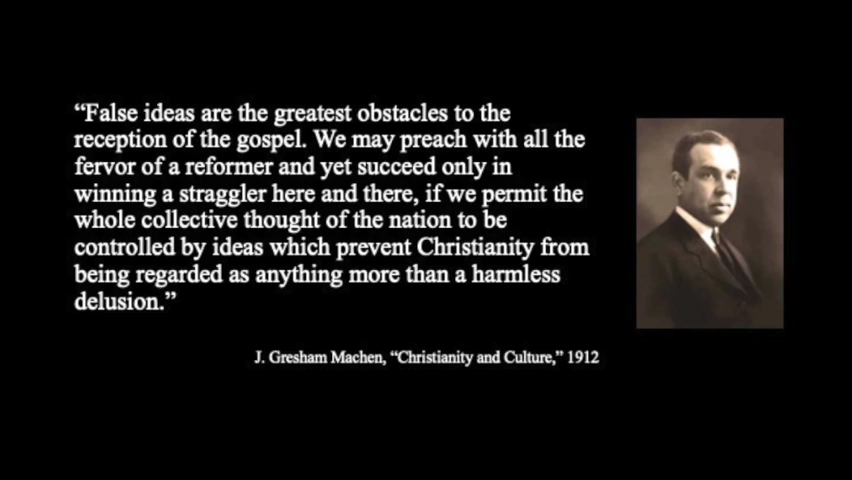 “False ideas are the greatest obstacles to the
reception of the gospel. We may preach with all the
fervor of a reformer and yet succeed only in
winning a straggler here and there, if we permit the
whole collective thought of the nation to be
controlled by ideas which prevent Christianity from
being regarded as anything more than a harmless
delusion.”
J. Gresham Machen, “Christianity and Culture,” 1912